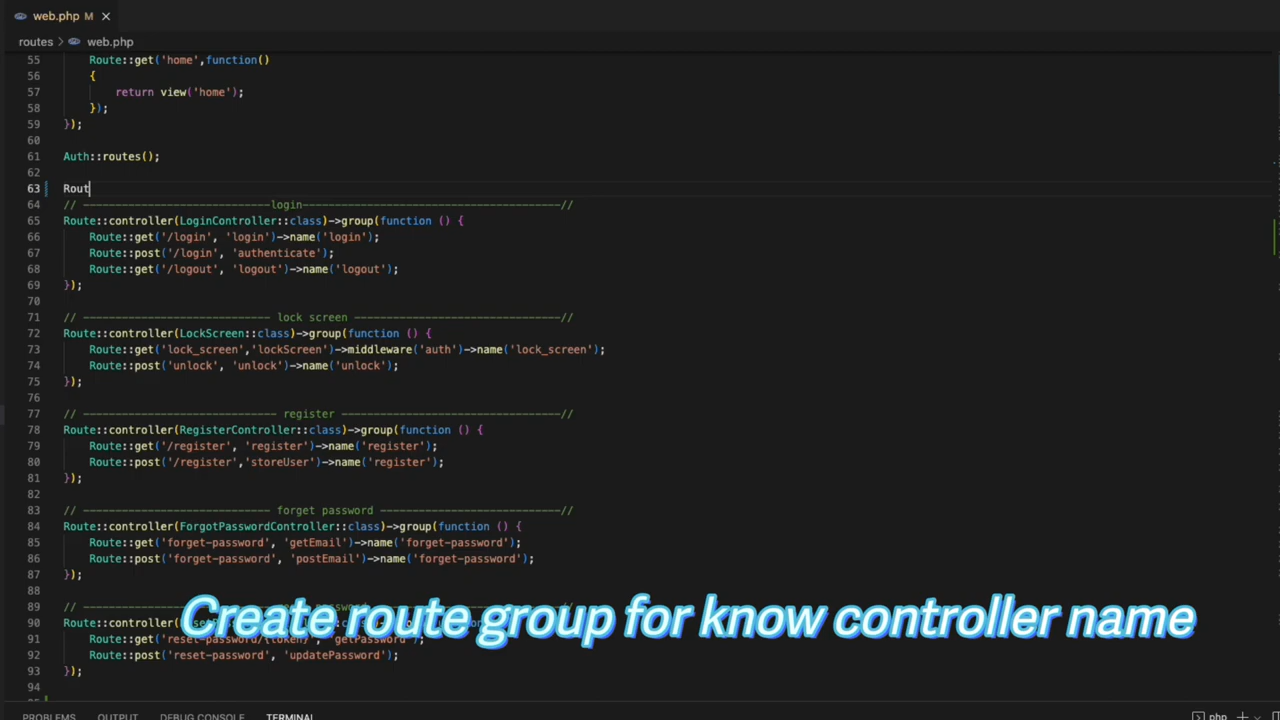 web.php M ×
routes > web.php
55 Route::get('home',function()
56 {
57 return view('home');
58 });
59 });
60
61 Auth::routes();
62
63 Rout
64 // -----------------------------login----------------------------------------//
65 Route::controller(LoginController::class)->group(function () {
66 Route::get('/login', 'login')->name('login');
67 Route::post('/login', 'authenticate');
68 Route::get('/logout', 'logout')->name('logout');
69 });
70
71 // ----------------------------- lock screen --------------------------------//
72 Route::controller(LockScreen::class)->group(function () {
73 Route::get('lock_screen','lockScreen')->middleware('auth')->name('lock_screen');
74 Route::post('unlock', 'unlock')->name('unlock');
75 });
76
77 // ------------------------------ register ----------------------------------//
78 Route::controller(RegisterController::class)->group(function () {
79 Route::get('/register', 'register')->name('register');
80 Route::post('/register','storeUser')->name('register');
81 });
82
83 // ----------------------------- forget password ----------------------------//
84 Route::controller(ForgotPasswordController::class)->group(function () {
85 Route::get('forget-password', 'getEmail')->name('forget-password');
86 Route::post('forget-password', 'postEmail')->name('forget-password');
87 });
88
89 //
90 Route::controller(
Create route group for know controller name
91 Route::get('reset-password/{token}', 'getPassword');
92 Route::post('reset-password', 'updatePassword');
93 });
94
PROBLEMS OUTPUT DEBUG CONSOLE TERMINAL php